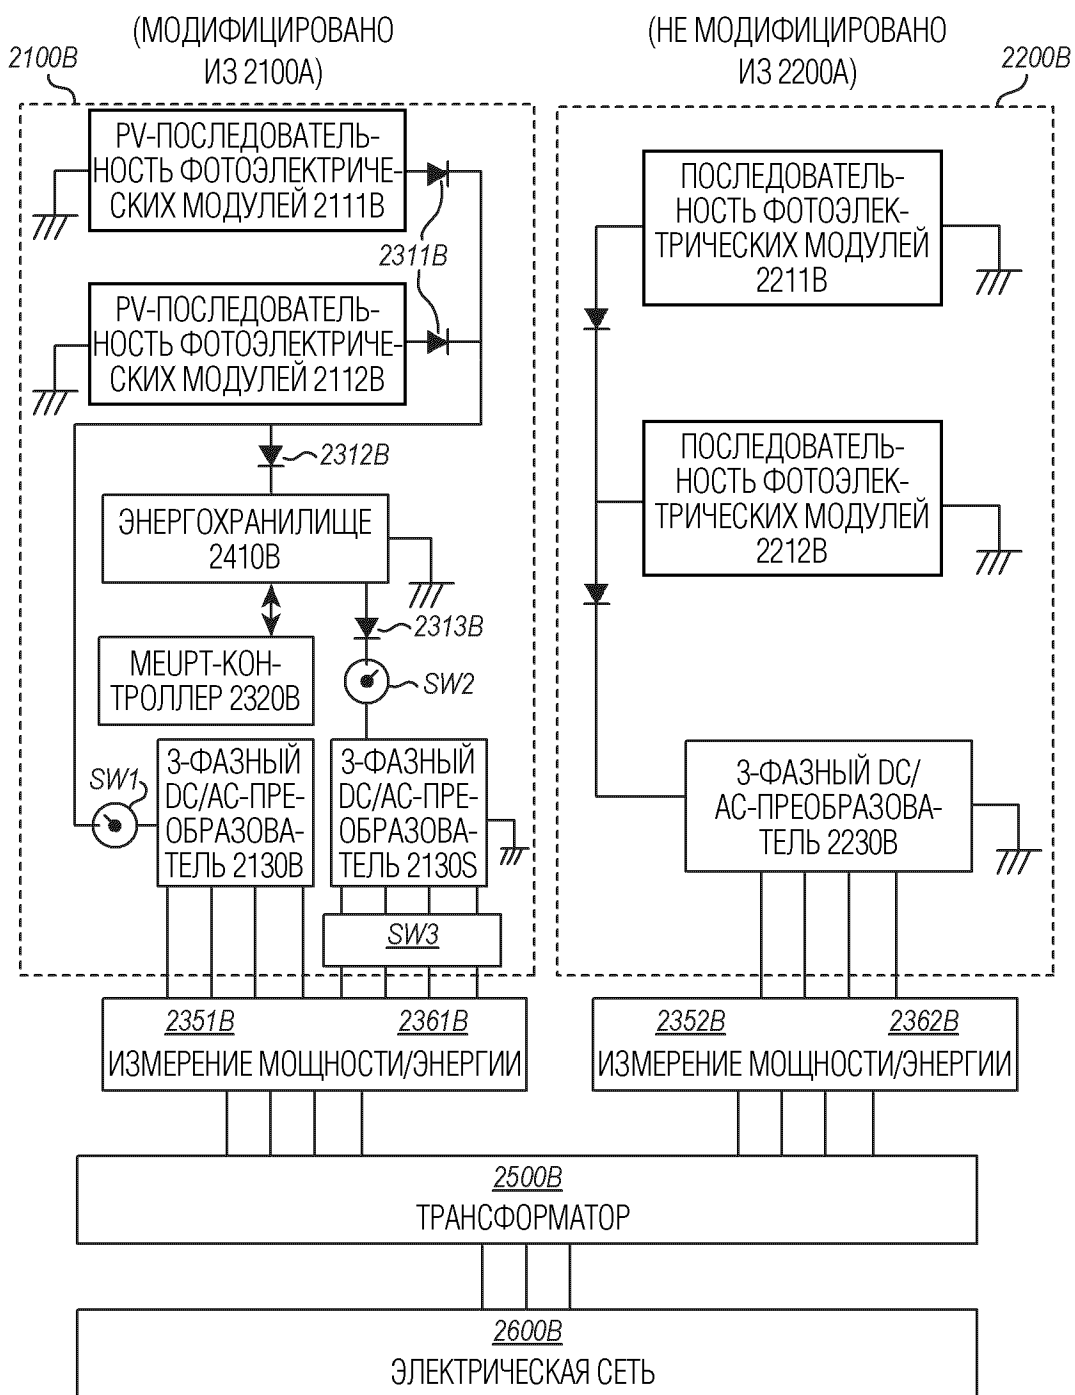 (МОДИФИЦИРОВАНО
ИЗ 2100A)
(НЕ МОДИФИЦИРОВАНО
ИЗ 2200A)
2100B
2200B
PV-ПОСЛЕДОВАТЕЛЬ-
НОСТЬ ФОТОЭЛЕКТРИЧЕ-
СКИХ МОДУЛЕЙ 2111B
2311B
PV-ПОСЛЕДОВАТЕЛЬ-
НОСТЬ ФОТОЭЛЕКТРИЧЕ-
СКИХ МОДУЛЕЙ 2112B
2312B
ЭНЕРГОХРАНИЛИЩЕ
2410B
2313B
MEUPT-КОН-
ТРОЛЛЕР 2320B
SW2
SW1
3-ФАЗНЫЙ
DC/AC-ПРЕ-
ОБРАЗОВА-
ТЕЛЬ 2130B
3-ФАЗНЫЙ
DC/AC-ПРЕ-
ОБРАЗОВА-
ТЕЛЬ 2130S
SW3
ПОСЛЕДОВАТЕЛЬ-
НОСТЬ ФОТОЭЛЕК-
ТРИЧЕСКИХ МОДУЛЕЙ
2211B
ПОСЛЕДОВАТЕЛЬ-
НОСТЬ ФОТОЭЛЕК-
ТРИЧЕСКИХ МОДУЛЕЙ
2212B
3-ФАЗНЫЙ DC/
AC-ПРЕОБРАЗОВА-
ТЕЛЬ 2230B
2351B 2361B
ИЗМЕРЕНИЕ МОЩНОСТИ/ЭНЕРГИИ
2352B 2362B
ИЗМЕРЕНИЕ МОЩНОСТИ/ЭНЕРГИИ
2500B
ТРАНСФОРМАТОР
2600B
ЭЛЕКТРИЧЕСКАЯ СЕТЬ